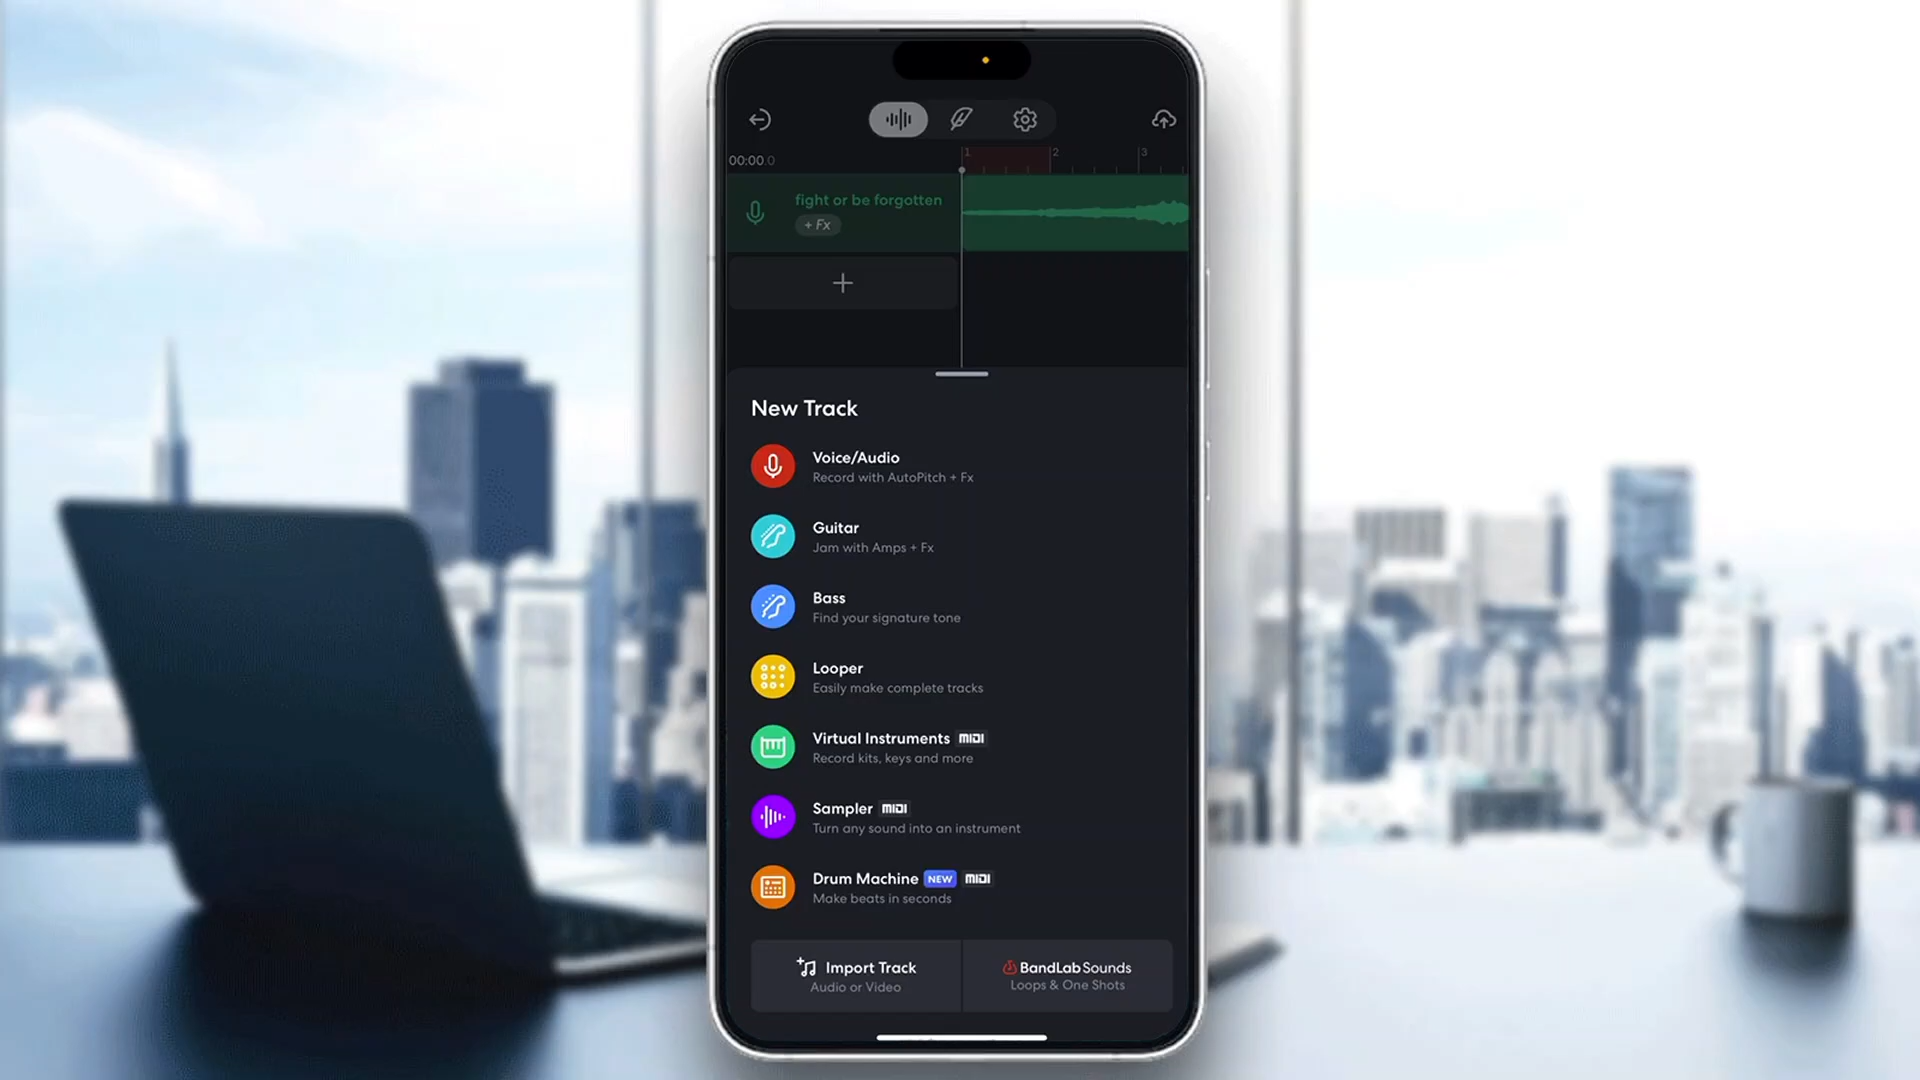 00:00.0
1
2
3
fight or be forgotten
+ Fx
New Track
Voice/Audio
Record with AutoPitch + Fx
Guitar
Jam with Amps + Fx
Bass
Find your signature tone
Looper
Easily make complete tracks
Virtual Instruments MIDI
Record kits, keys and more
Sampler MIDI
Turn any sound into an instrument
Drum Machine NEW MIDI
Make beats in seconds
Import Track
Audio or Video
BandLab Sounds
Loops & One Shots